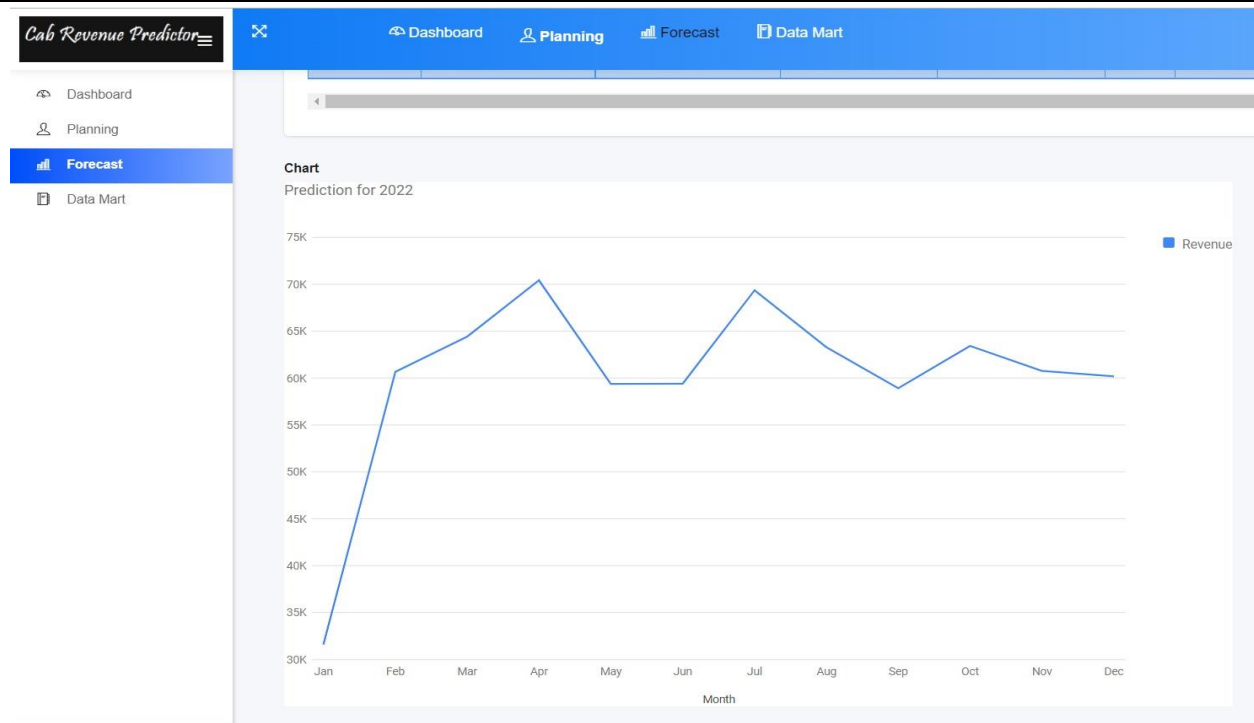 Cab Revenue Predictor
Dashboard
Planning
Forecast
Data Mart
Dashboard
Planning
Forecast
Data Mart
Chart
Prediction for 2022
75K
70K
65K
60K
55K
50K
45K
40K
35K
30K
Jan Feb Mar Apr May Jun Jul Aug Sep Oct Nov Dec
Month
Revenue